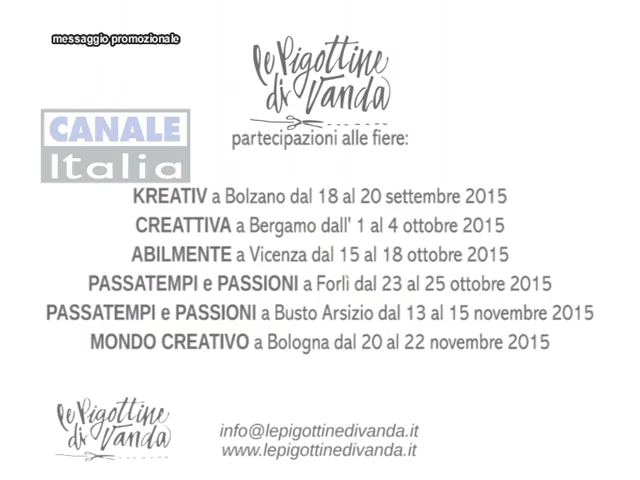 messaggio promozionale
le Pigottine
di Vanda
partecipazioni alle fiere:
CANALE
Italia
KREATIV a Bolzano dal 18 al 20 settembre 2015
CREATTIVA a Bergamo dall' 1 al 4 ottobre 2015
ABILMENTE a Vicenza dal 15 al 18 ottobre 2015
PASSATEMPI e PASSIONI a Forlì dal 23 al 25 ottobre 2015
PASSATEMPI e PASSIONI a Busto Arsizio dal 13 al 15 novembre 2015
MONDO CREATIVO a Bologna dal 20 al 22 novembre 2015
le Pigottine
di Vanda
info@lepigottinedivanda.it
www.lepigottinedivanda.it